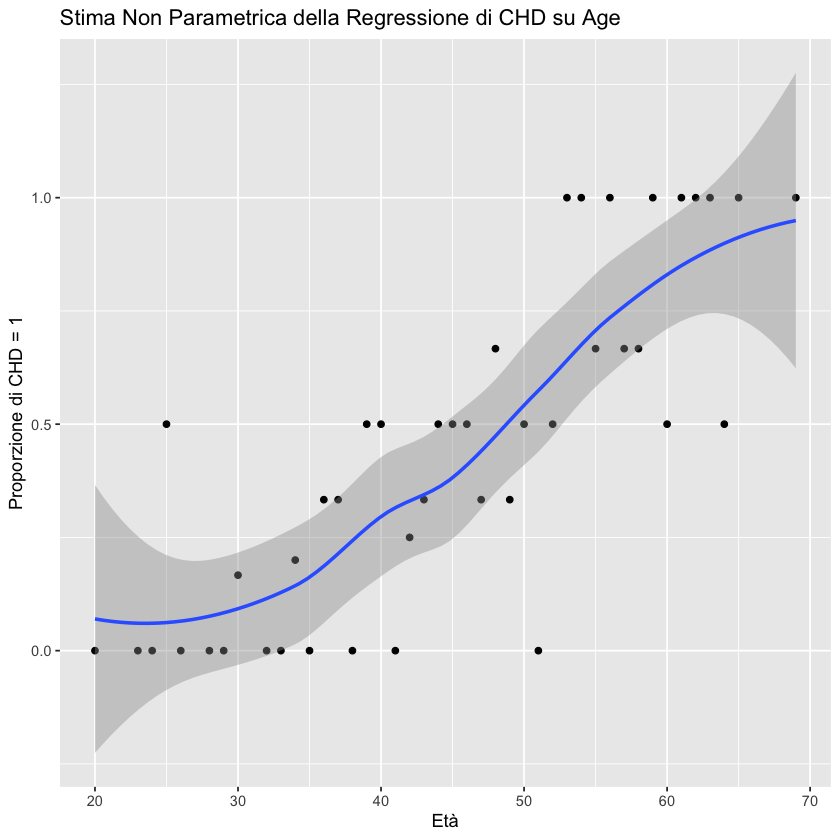 Stima Non Parametrica della Regressione di CHD su Age
Proporzione di CHD = 1
1.0
0.5
0.0
20 30 40 50 60 70
Età